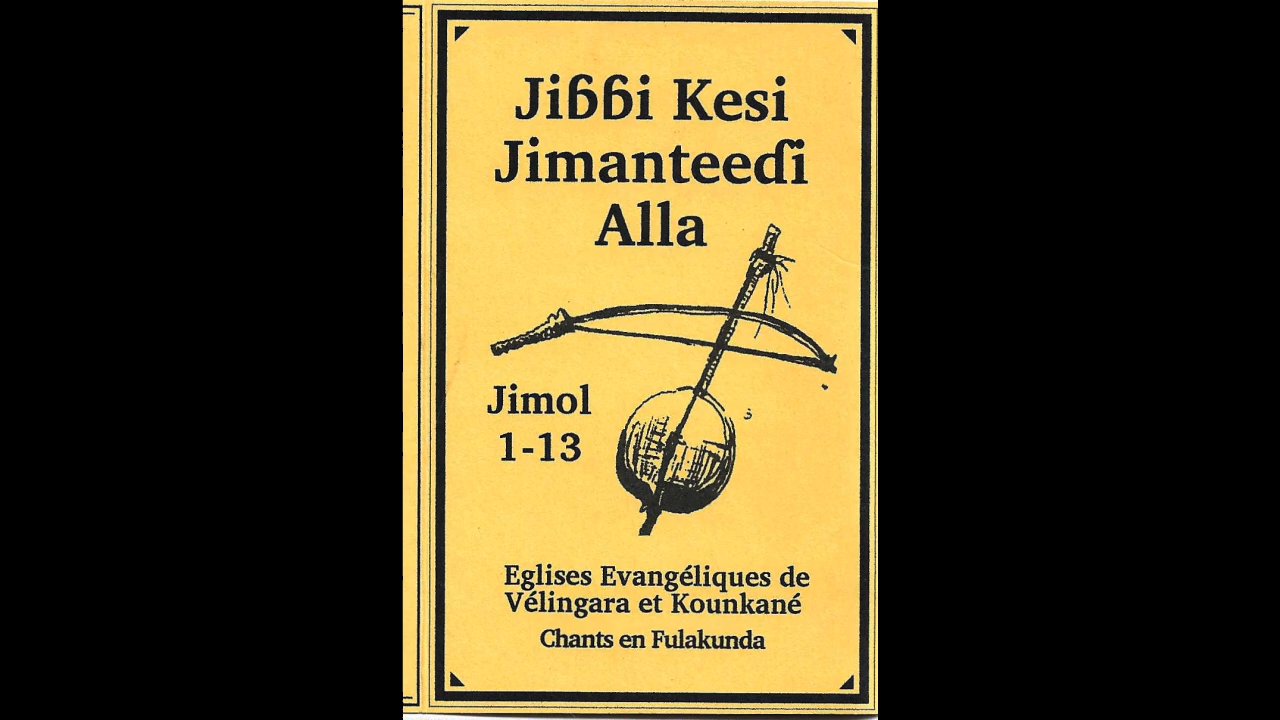 Jiɓɓi Kesi
Jimanteeɗi
Alla
Jimol
1-13
Eglises Evangéliques de
Vélingara et Kounkané
Chants en Fulakunda